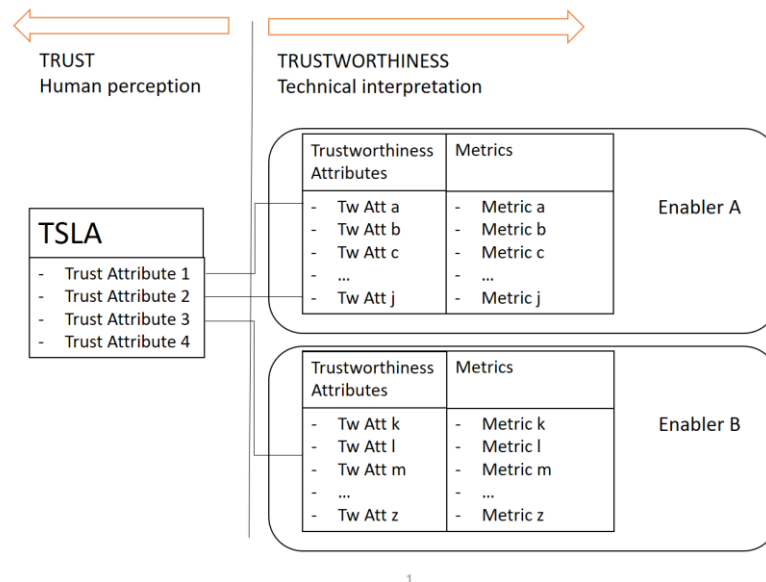 TRUST
Human perception
TRUSTWORTHINESS
Technical interpretation
TSLA
- Trust Attribute 1
- Trust Attribute 2
- Trust Attribute 3
- Trust Attribute 4
Trustworthiness
Attributes
Metrics
- Tw Att a
- Tw Att b
- Tw Att c
- ...
- Tw Att j
- Metric a
- Metric b
- Metric c
- ...
- Metric j
Enabler A
Trustworthiness
Attributes
Metrics
- Tw Att k
- Tw Att l
- Tw Att m
- ...
- Tw Att z
- Metric k
- Metric l
- Metric m
- ...
- Metric z
Enabler B
1